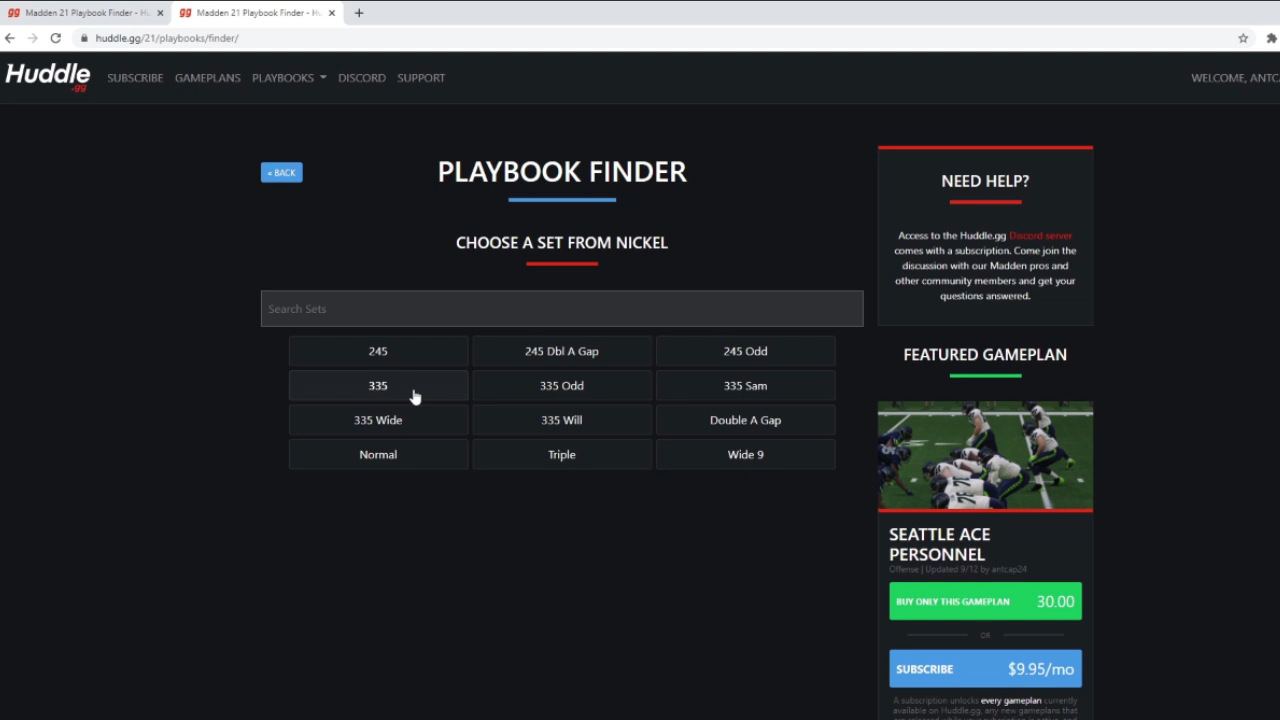 Madden 21 Playbook Finder - Hu
Madden 21 Playbook Finder - Hu
huddle.gg/21/playbooks/finder/
Huddle
.gg
SUBSCRIBE
GAMEPLANS
PLAYBOOKS
DISCORD
SUPPORT
WELCOME, ANTCA
< BACK
PLAYBOOK FINDER
CHOOSE A SET FROM NICKEL
Search Sets
245
245 Dbl A Gap
245 Odd
335
335 Odd
335 Sam
335 Wide
335 Will
Double A Gap
Normal
Triple
Wide 9
NEED HELP?
Access to the Huddle.gg Discord server
comes with a subscription. Come join the
discussion with our Madden pros and
other community members and get your
questions answered.
FEATURED GAMEPLAN
SEATTLE ACE
PERSONNEL
Offense | Updated 9/12 by antcap24
BUY ONLY THIS GAMEPLAN 30.00
OR
SUBSCRIBE $9.95/mo
A subscription unlocks every gameplan currently
available on Huddle.gg, any new gameplans that